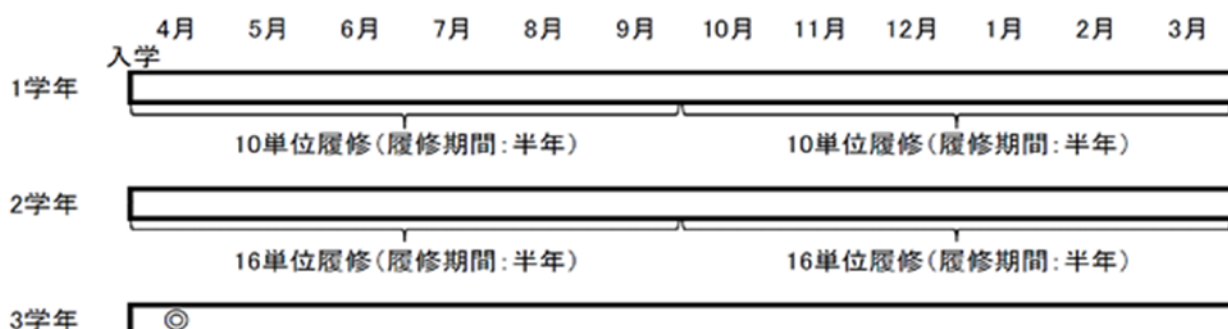 4月 5月 6月 7月 8月 9月 10月 11月 12月 1月 2月 3月
入学
1学年
10単位履修(履修期間:半年) 10単位履修(履修期間:半年)
2学年
16単位履修(履修期間:半年) 16単位履修(履修期間:半年)
3学年 ◎